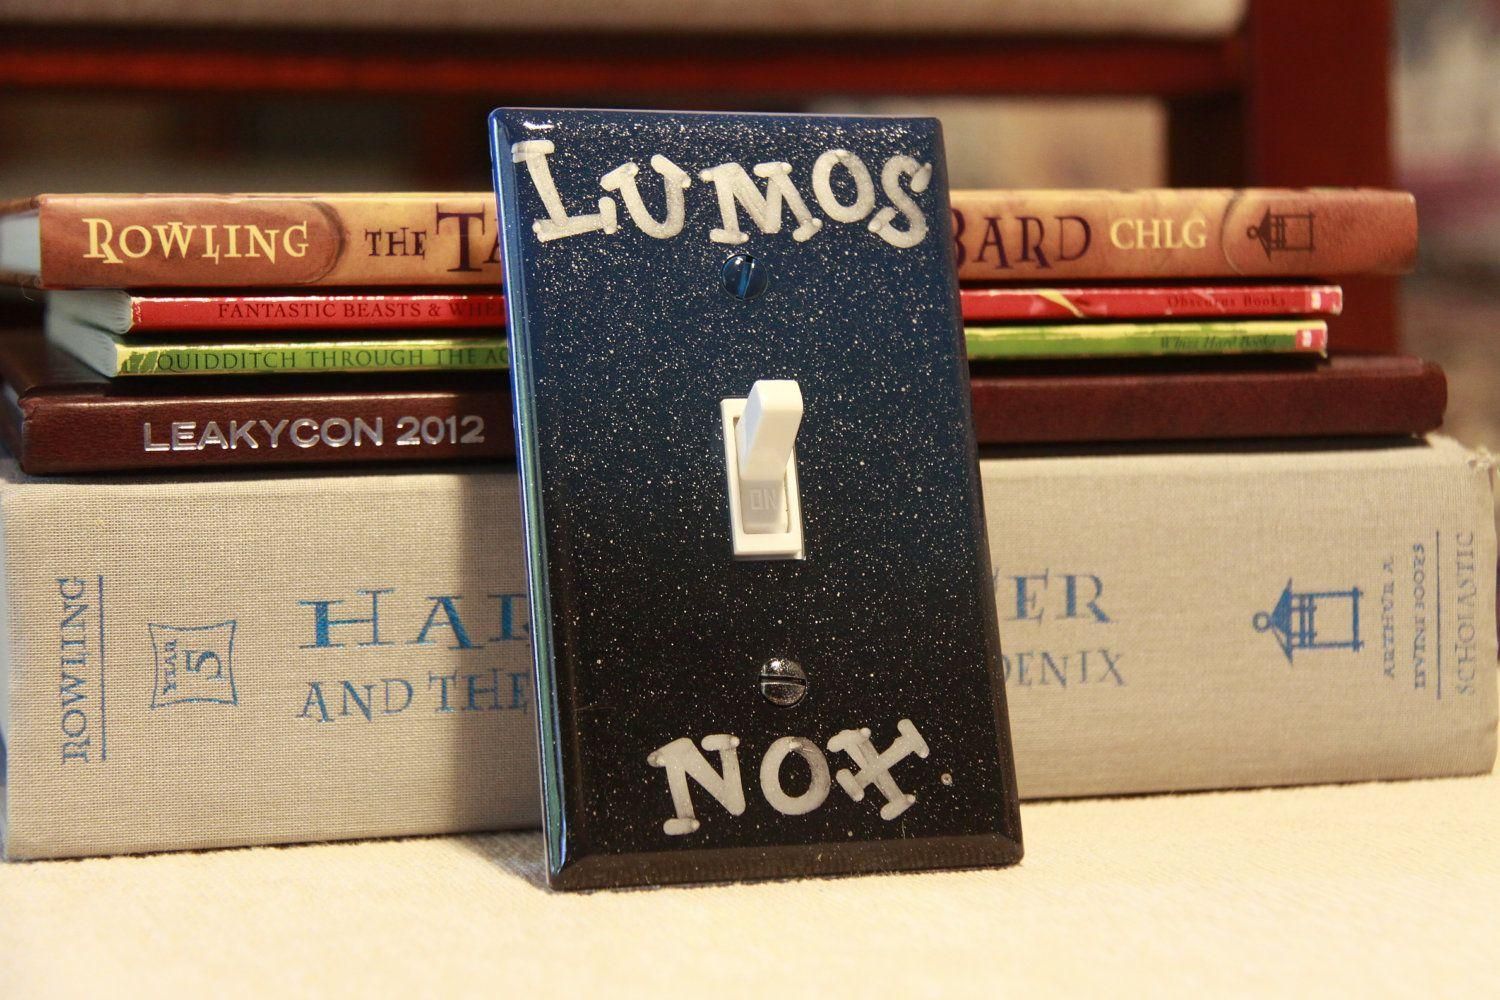 LUMOS
ON
NOX
ROWLING THE TA BARD CHLG
FANTASTIC BEASTS & WHE Obscurus Books
QUIDDITCH THROUGH THE AG Whizz Hard Books
LEAKYCON 2012
ROWLING
YEAR
5
HAR ER
AND THE OENIX
ARTHUR A.
LEVINE BOOKS
SCHOLASTIC